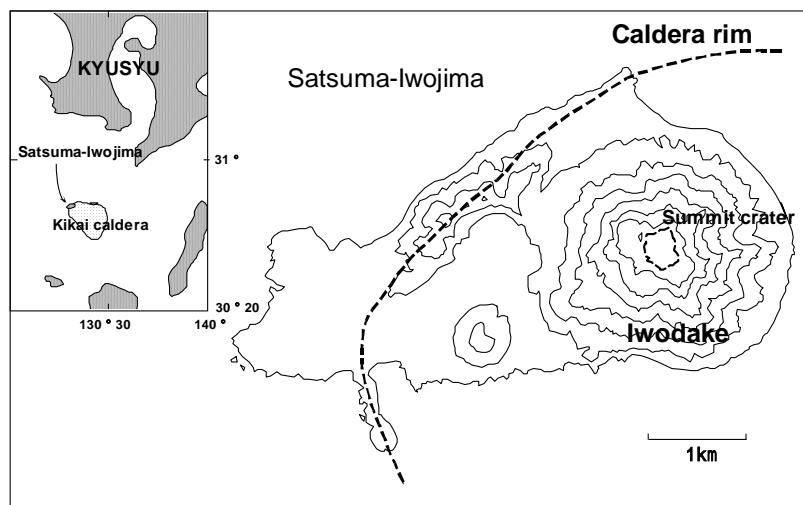 KYUSYU
Satsuma-Iwojima
Kikai caldera
31°
30° 20
130° 30
140°
Caldera rim
Satsuma-Iwojima
Summit crater
Iwodake
1km